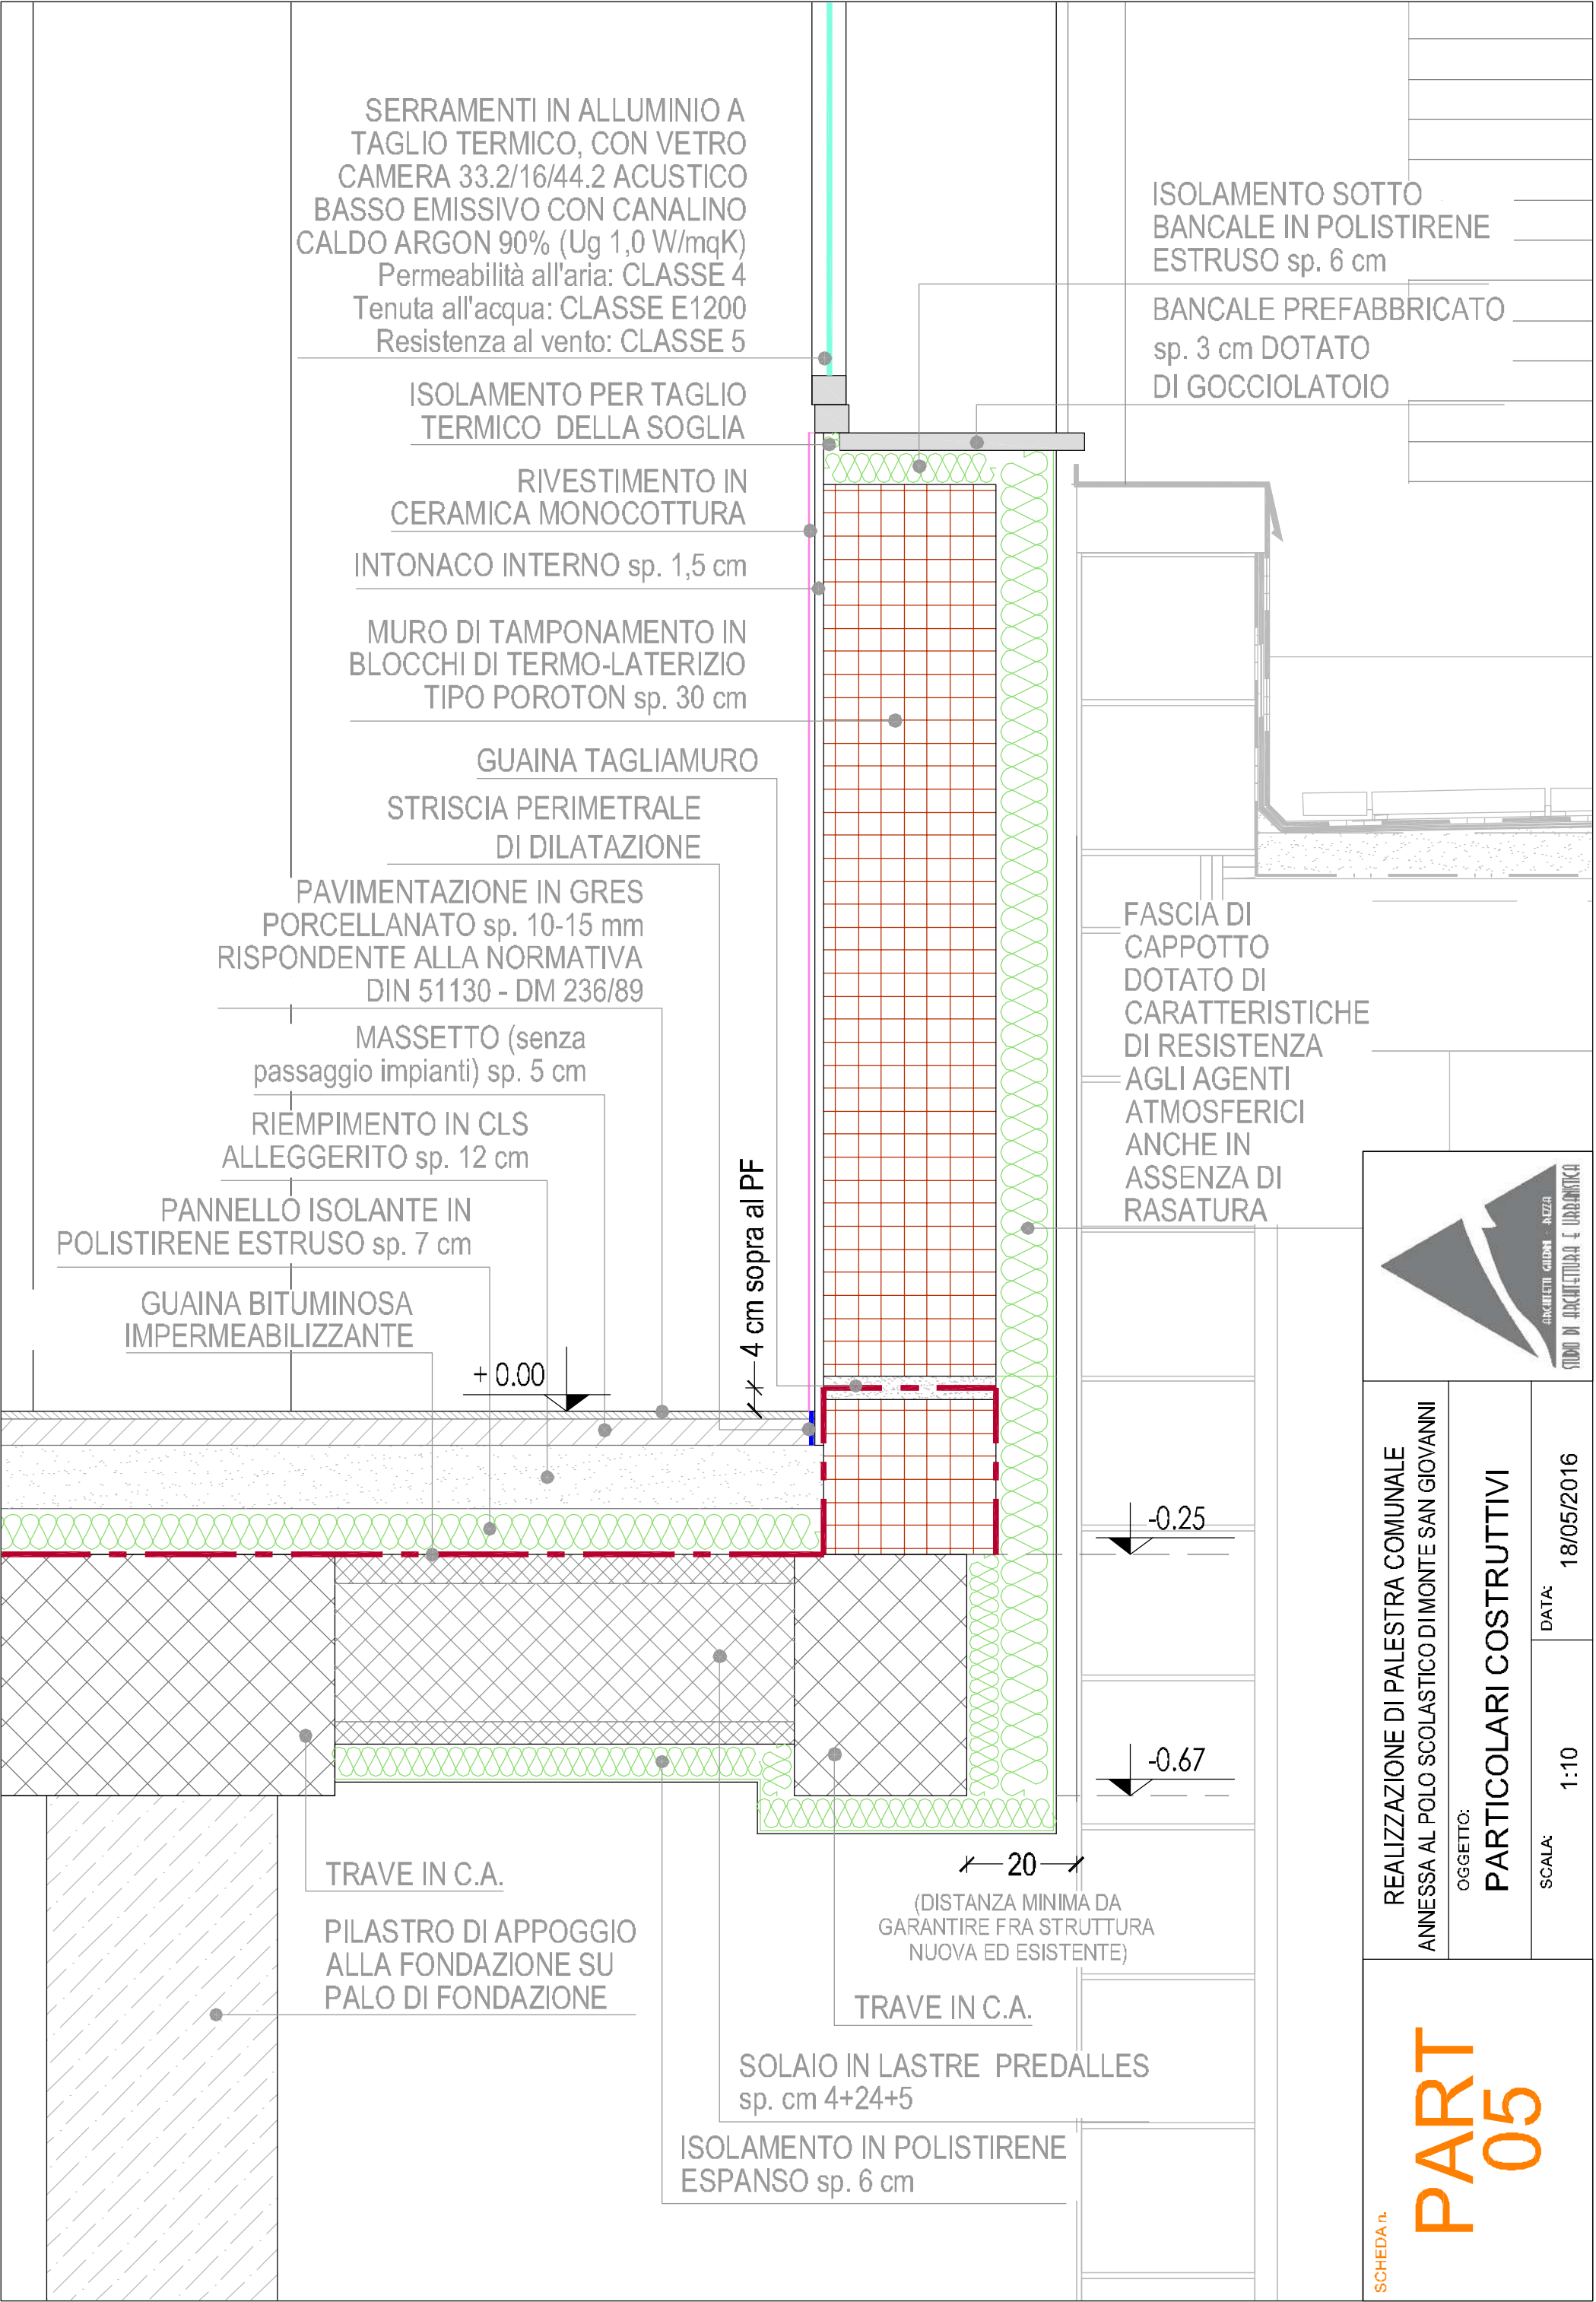 SERRAMENTI IN ALLUMINIO A
TAGLIO TERMICO, CON VETRO
CAMERA 33.2/16/44.2 ACUSTICO
BASSO EMISSIVO CON CANALINO
CALDO ARGON 90% (Ug 1,0 W/mqK)
Permeabilità all'aria: CLASSE 4
Tenuta all'acqua: CLASSE E1200
Resistenza al vento: CLASSE 5
ISOLAMENTO PER TAGLIO
TERMICO DELLA SOGLIA
RIVESTIMENTO IN
CERAMICA MONOCOTTURA
INTONACO INTERNO sp. 1,5 cm
MURO DI TAMPONAMENTO IN
BLOCCHI DI TERMO-LATERIZIO
TIPO POROTON sp. 30 cm
GUAINA TAGLIAMURO
STRISCIA PERIMETRALE
DI DILATAZIONE
PAVIMENTAZIONE IN GRES
PORCELLANATO sp. 10-15 mm
RISPONDENTE ALLA NORMATIVA
DIN 51130 - DM 236/89
MASSETTO (senza
passaggio impianti) sp. 5 cm
RIEMPIMENTO IN CLS
ALLEGGERITO sp. 12 cm
PANNELLO ISOLANTE IN
POLISTIRENE ESTRUSO sp. 7 cm
GUAINA BITUMINOSA
IMPERMEABILIZZANTE
+ 0.00
4 cm sopra al PF
ISOLAMENTO SOTTO
BANCALE IN POLISTIRENE
ESTRUSO sp. 6 cm
BANCALE PREFABBRICATO
sp. 3 cm DOTATO
DI GOCCIOLATOIO
FASCIA DI
CAPPOTTO
DOTATO DI
CARATTERISTICHE
DI RESISTENZA
AGLI AGENTI
ATMOSFERICI
ANCHE IN
ASSENZA DI
RASATURA
-0.25
-0.67
20
(DISTANZA MINIMA DA
GARANTIRE FRA STRUTTURA
NUOVA ED ESISTENTE)
TRAVE IN C.A.
PILASTRO DI APPOGGIO
ALLA FONDAZIONE SU
PALO DI FONDAZIONE
TRAVE IN C.A.
SOLAIO IN LASTRE PREDALLES
sp. cm 4+24+5
ISOLAMENTO IN POLISTIRENE
ESPANSO sp. 6 cm
SCHEDA n.
PART
05
REALIZZAZIONE DI PALESTRA COMUNALE
ANNESSA AL POLO SCOLASTICO DI MONTE SAN GIOVANNI
OGGETTO:
PARTICOLARI COSTRUTTIVI
SCALA:
1:10
DATA:
18/05/2016
ARCHITETTI GHEDINI - REZZA
STUDIO DI ARCHITETTURA E URBANISTICA